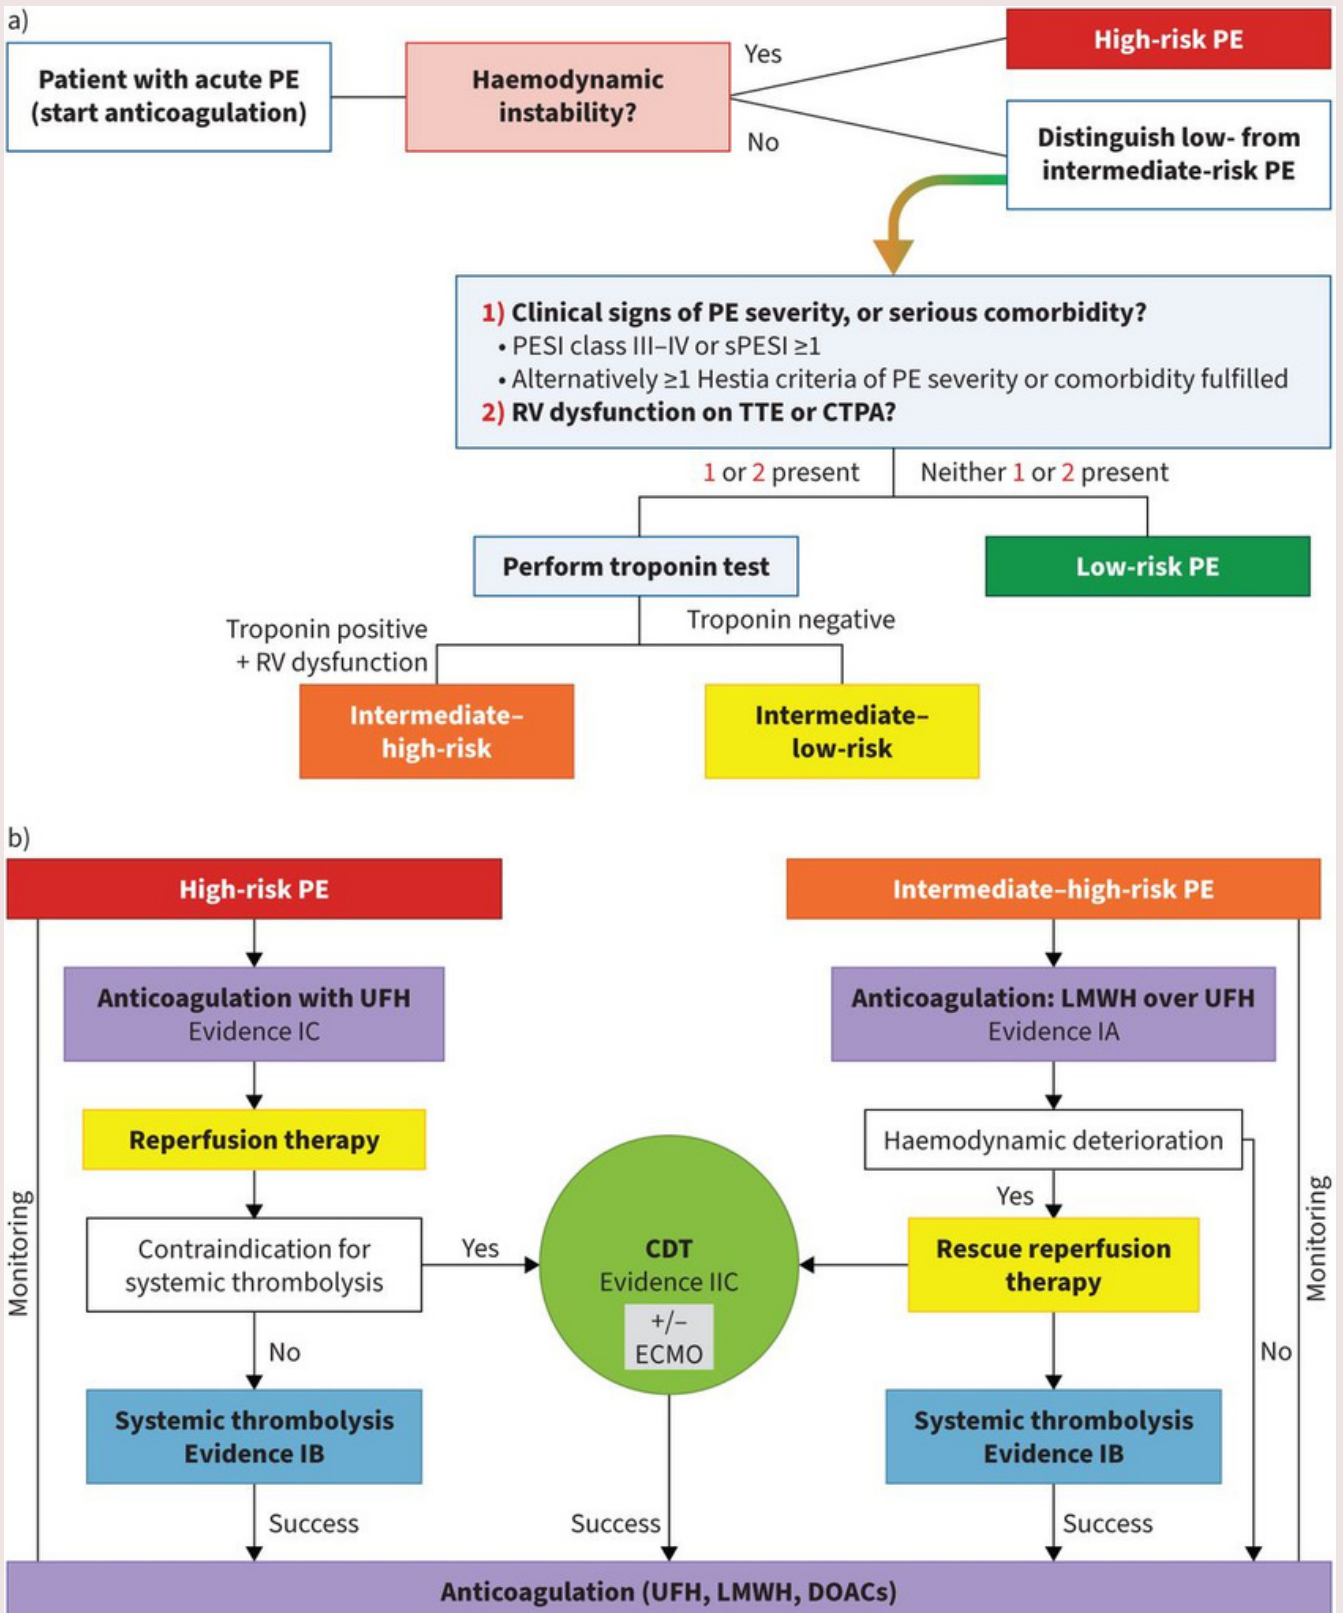 a)
Patient with acute PE
(start anticoagulation)
Haemodynamic
instability?
Yes
No
High-risk PE
Distinguish low- from
intermediate-risk PE
1) Clinical signs of PE severity, or serious comorbidity?
• PESI class III–IV or sPESI ≥1
• Alternatively ≥1 Hestia criteria of PE severity or comorbidity fulfilled
2) RV dysfunction on TTE or CTPA?
1 or 2 present
Neither 1 or 2 present
Perform troponin test
Low-risk PE
Troponin positive
+ RV dysfunction
Troponin negative
Intermediate–
high-risk
Intermediate–
low-risk
b)
High-risk PE
Anticoagulation with UFH
Evidence IC
Reperfusion therapy
Contraindication for
systemic thrombolysis
Yes
No
Systemic thrombolysis
Evidence IB
Success
Monitoring
CDT
Evidence IIC
+/–
ECMO
Success
Intermediate–high-risk PE
Anticoagulation: LMWH over UFH
Evidence IA
Haemodynamic deterioration
Yes
Rescue reperfusion
therapy
No
Systemic thrombolysis
Evidence IB
Success
Monitoring
Anticoagulation (UFH, LMWH, DOACs)